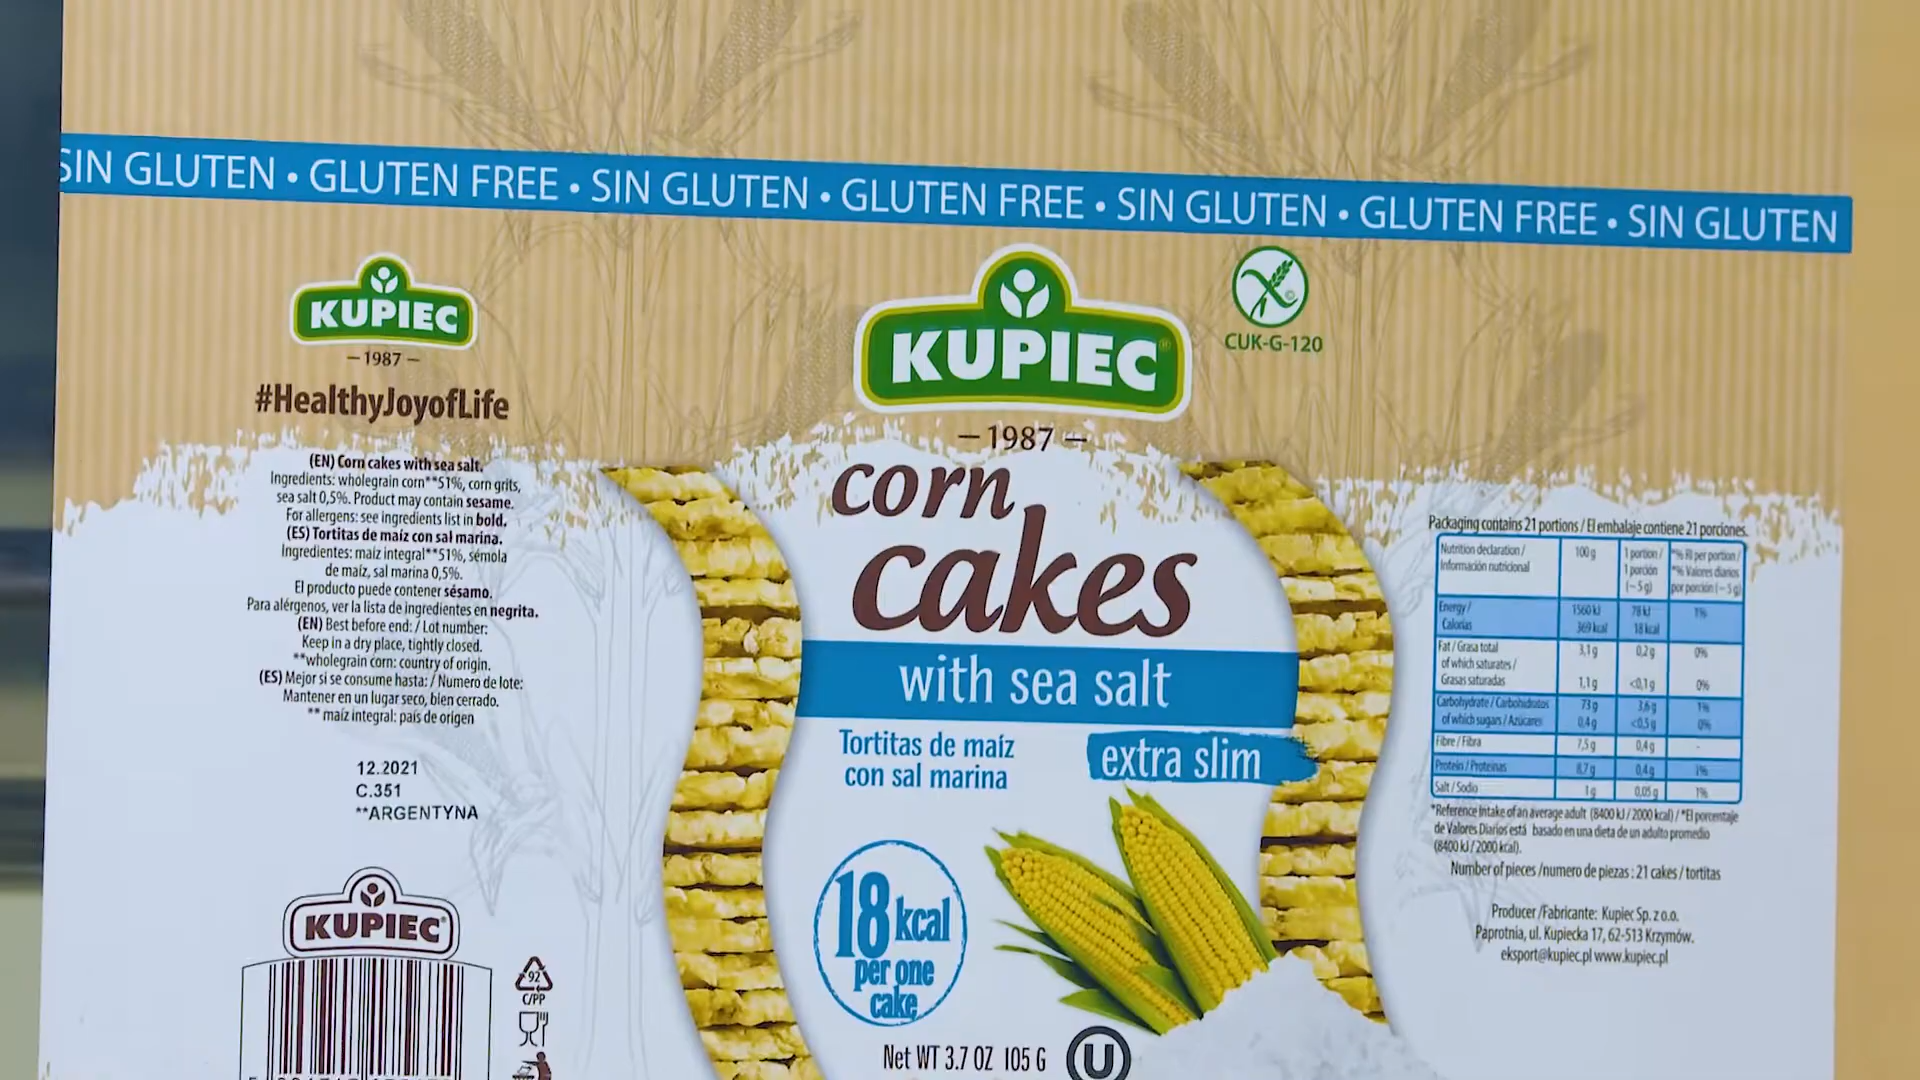 SIN GLUTEN • GLUTEN FREE • SIN GLUTEN • GLUTEN FREE • SIN GLUTEN • GLUTEN FREE • SIN GLUTEN
KUPIEC
— 1987 —
#HealthyJoyofLife
(EN) Corn cakes with sea salt.
Ingredients: wholegrain corn**51%, corn grits,
sea salt 0,5%. Product may contain sesame.
For allergens: see ingredients list in bold.
(ES) Tortitas de maíz con sal marina.
Ingredientes: maíz integral**51%, sémola
de maíz, sal marina 0,5%.
El producto puede contener sésamo.
Para alérgenos, ver la lista de ingredientes en negrita.
(EN) Best before end: / Lot number:
Keep in a dry place, tightly closed.
**wholegrain corn: country of origin.
(ES) Mejor si se consume hasta: / Numero de lote:
Mantener en un lugar seco, bien cerrado.
** maíz integral: país de origen
12.2021
C.351
**ARGENTYNA
KUPIEC
92
C/PP
KUPIEC
— 1987 —
CUK-G-120
corn
cakes
with sea salt
Tortitas de maíz
con sal marina
extra slim
18 kcal
per one
cake
Net WT 3.7 OZ 105 G
U
Packaging contains 21 portions / El embalaje contiene 21 porciones.
Nutrition declaration / Información nutricional 100 g 1 portion / 1 porción (~5 g) *% RI per portion / *% Valores diarios por porción (~5 g)
Energy / Calorías 1560 kJ 369 kcal 78 kJ 18 kcal 1%
Fat / Grasa total 3,1 g 0,2 g 0%
of which saturates / Grasas saturadas 1,1 g <0,1 g 0%
Carbohydrate / Carbohidratos 73 g 3,6 g 1%
of which sugars / Azúcares 0,4 g <0,5 g 0%
Fibre / Fibra 7,5 g 0,4 g -
Protein / Proteínas 8,7 g 0,4 g 1%
Salt / Sodio 1 g 0,05 g 1%
*Reference intake of an average adult (8400 kJ / 2000 kcal) / *El porcentaje
de Valores Diarios está basado en una dieta de un adulto promedio
(8400 kJ / 2000 kcal).
Number of pieces /numero de piezas : 21 cakes / tortitas
Producer /Fabricante: Kupiec Sp. z o.o.
Paprotnia, ul. Kupiecka 17, 62-513 Krzymów.
eksport@kupiec.pl www.kupiec.pl